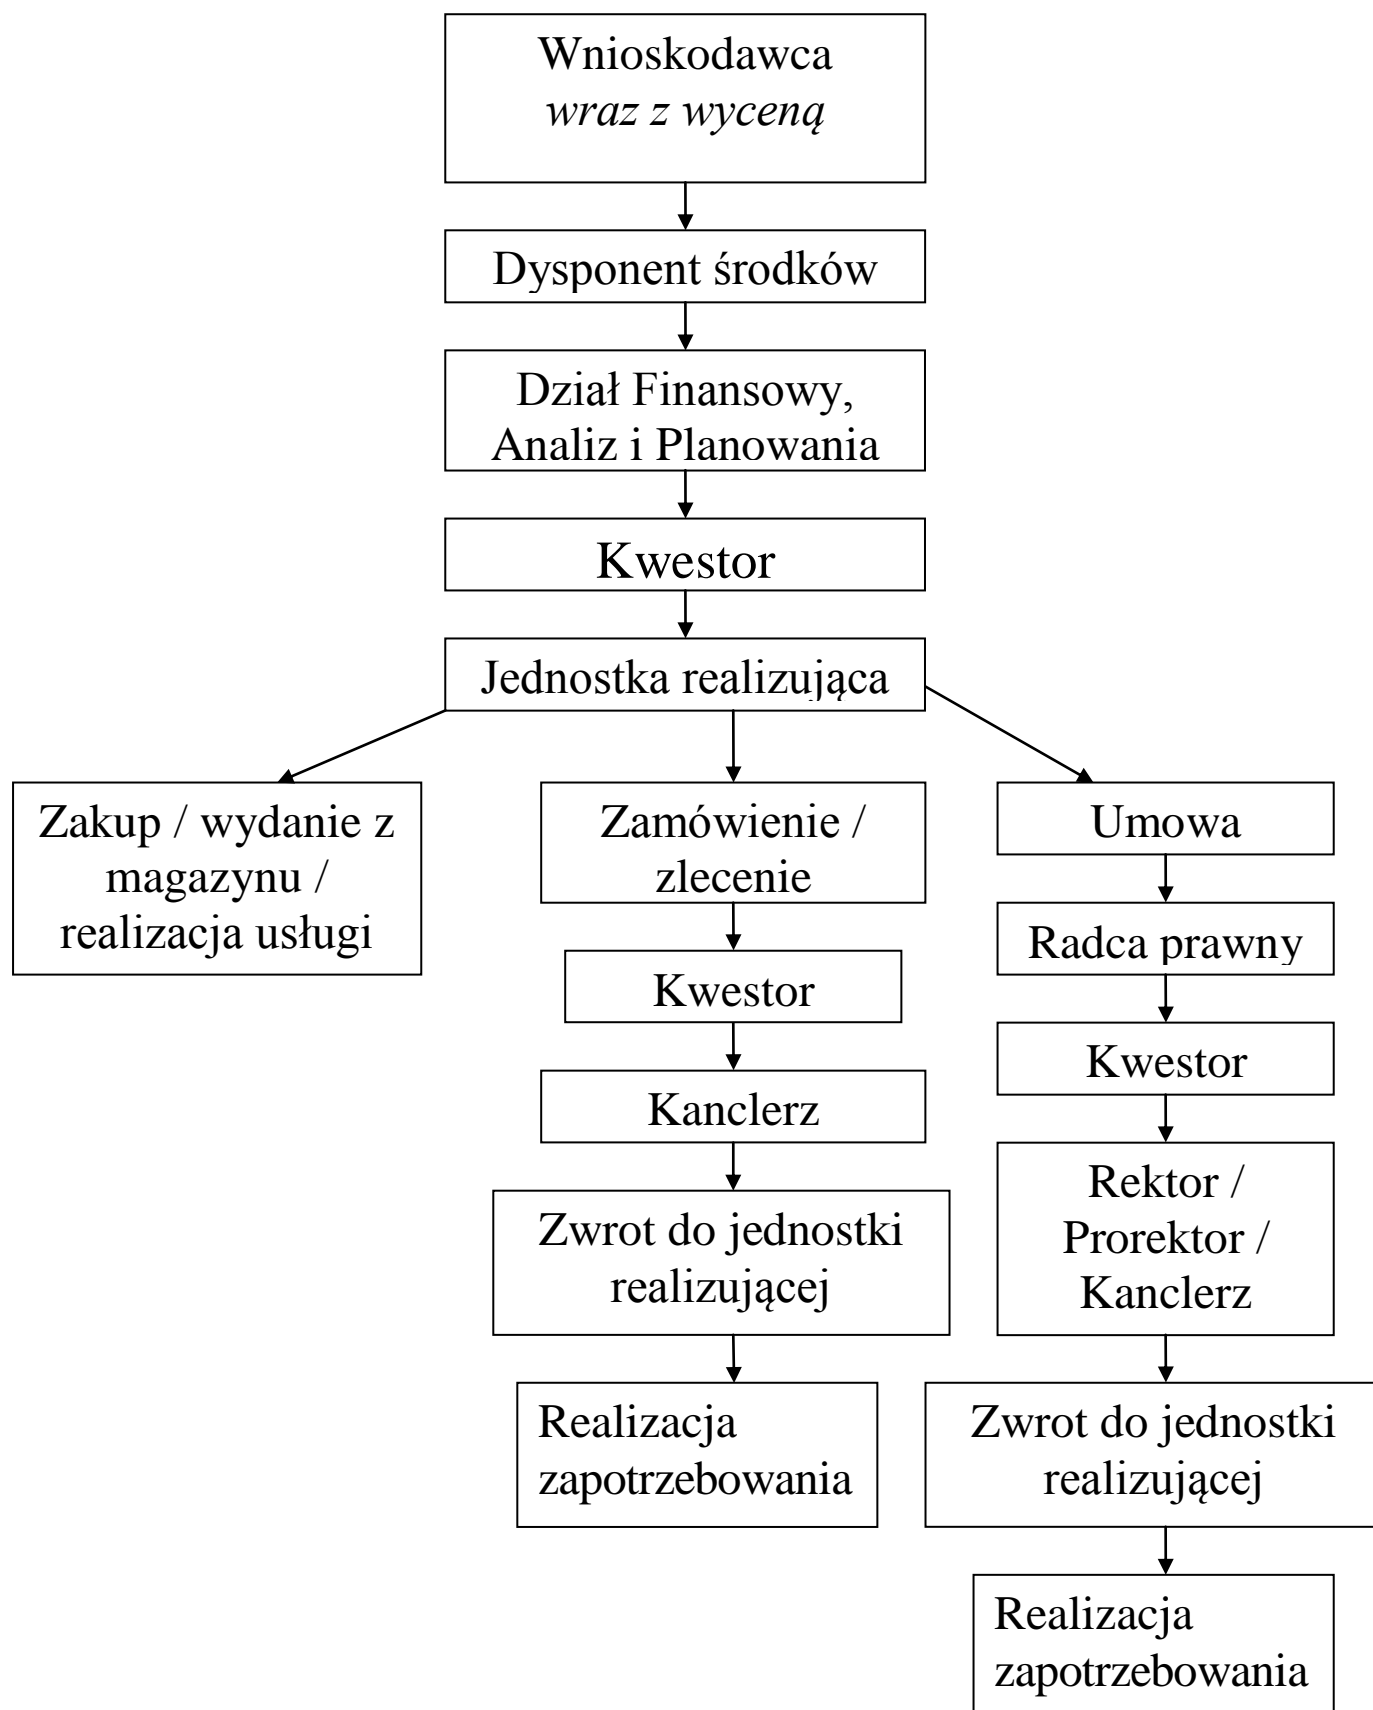 Wnioskodawca
wraz z wyceną
Dysponent środków
Dział Finansowy,
Analiz i Planowania
Kwestor
Jednostka realizująca
Zakup / wydanie z
magazynu /
realizacja usługi
Zamówienie /
zlecenie
Kwestor
Kanclerz
Zwrot do jednostki
realizującej
Realizacja
zapotrzebowania
Umowa
Radca prawny
Kwestor
Rektor /
Prorektor /
Kanclerz
Zwrot do jednostki
realizującej
Realizacja
zapotrzebowania